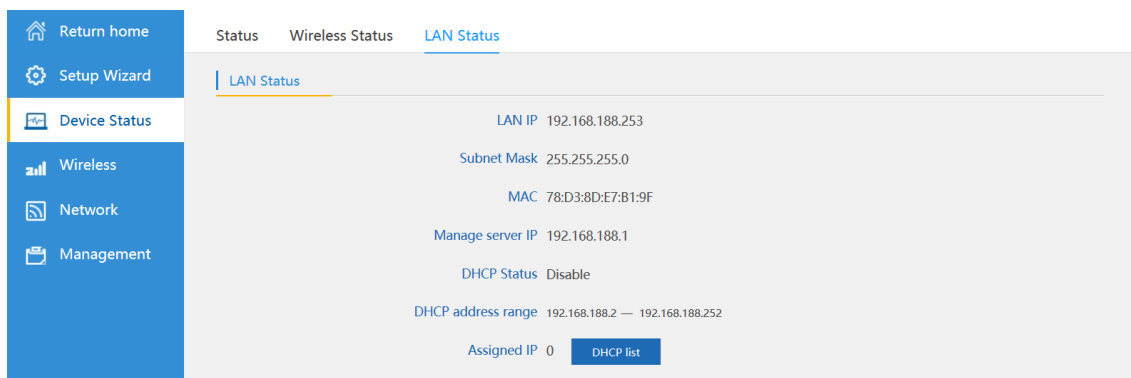 Return home
Setup Wizard
Device Status
Wireless
Network
Management
Status Wireless Status LAN Status
LAN Status
LAN IP 192.168.188.253
Subnet Mask 255.255.255.0
MAC 78:D3:8D:E7:B1:9F
Manage server IP 192.168.188.1
DHCP Status Disable
DHCP address range 192.168.188.2 — 192.168.188.252
Assigned IP 0 DHCP list